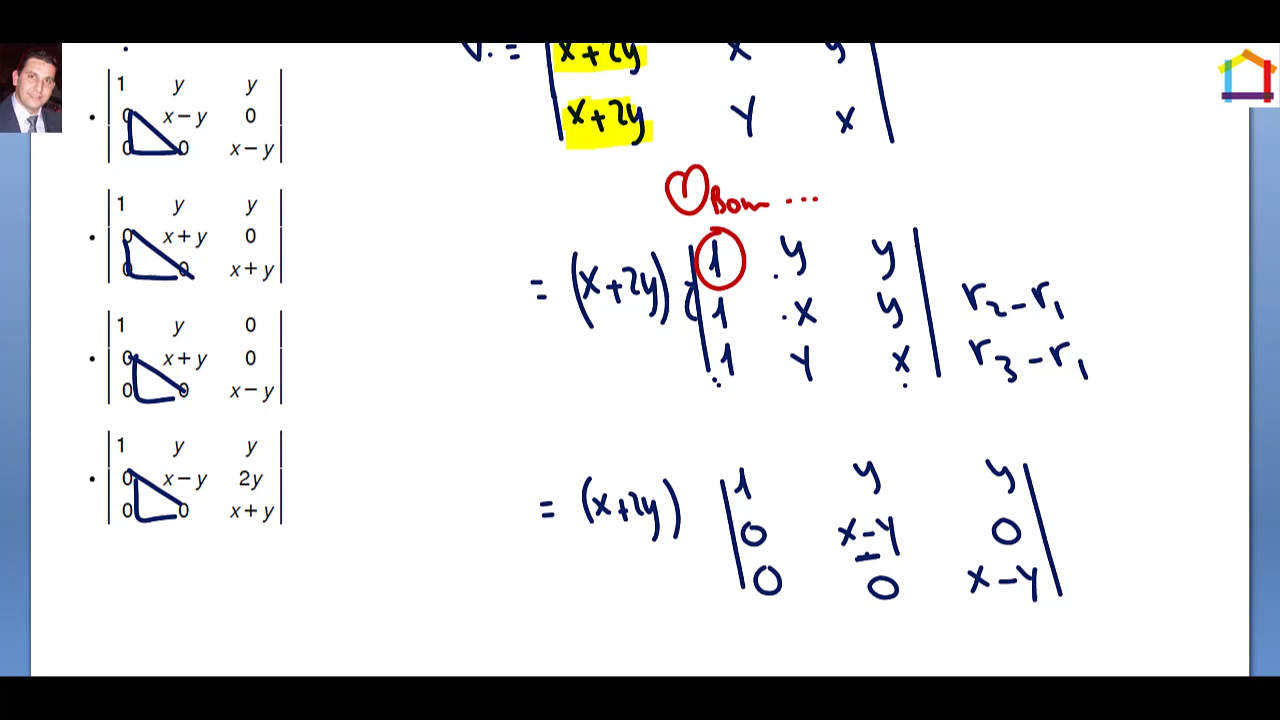 1 y y
0 x − y 0
0 0 x − y
1 y y
0 x + y 0
0 0 x + y
1 y 0
0 x + y 0
0 0 x − y
1 y y
0 x − y 2y
0 0 x + y
x+2y x y
x+2y y x
Bom ...
= (x+2y)
1 y y
1 x y r2 - r1
1 y x r3 - r1
= (x+2y)
1 y y
0 x-y 0
0 0 x-y